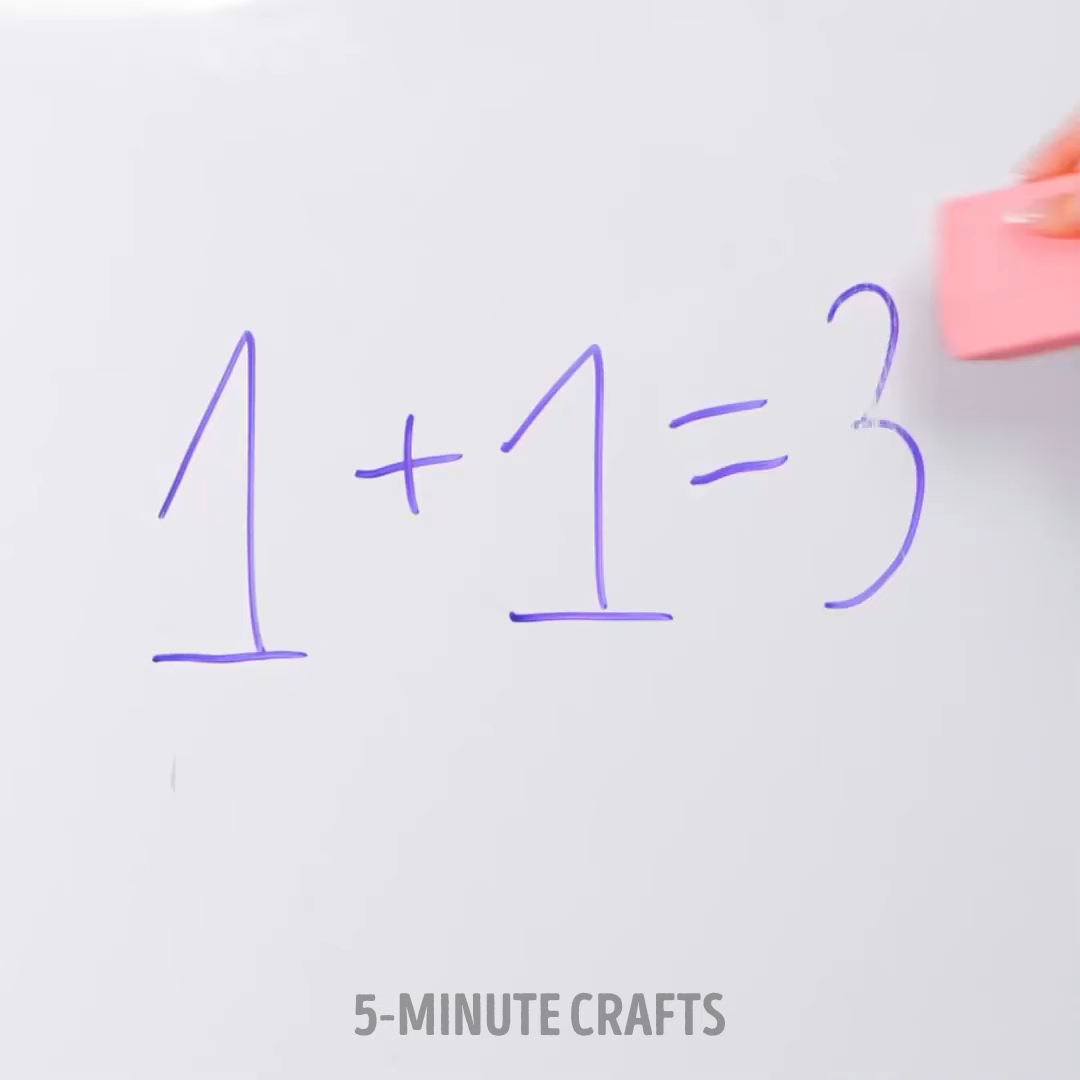 1 + 1 = 3
5-MINUTE CRAFTS